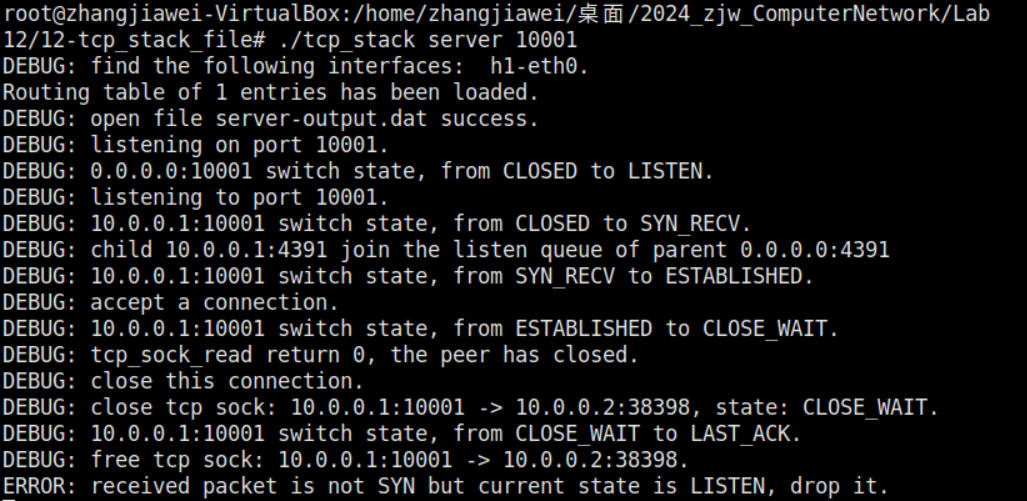 root@zhangjiawei-VirtualBox:/home/zhangjiawei/桌面/2024_zjw_ComputerNetwork/Lab
12/12-tcp_stack_file# ./tcp_stack server 10001
DEBUG: find the following interfaces:  h1-eth0.
Routing table of 1 entries has been loaded.
DEBUG: open file server-output.dat success.
DEBUG: listening on port 10001.
DEBUG: 0.0.0.0:10001 switch state, from CLOSED to LISTEN.
DEBUG: listening to port 10001.
DEBUG: 10.0.0.1:10001 switch state, from CLOSED to SYN_RECV.
DEBUG: child 10.0.0.1:4391 join the listen queue of parent 0.0.0.0:4391
DEBUG: 10.0.0.1:10001 switch state, from SYN_RECV to ESTABLISHED.
DEBUG: accept a connection.
DEBUG: 10.0.0.1:10001 switch state, from ESTABLISHED to CLOSE_WAIT.
DEBUG: tcp_sock_read return 0, the peer has closed.
DEBUG: close this connection.
DEBUG: close tcp sock: 10.0.0.1:10001 -> 10.0.0.2:38398, state: CLOSE_WAIT.
DEBUG: 10.0.0.1:10001 switch state, from CLOSE_WAIT to LAST_ACK.
DEBUG: free tcp sock: 10.0.0.1:10001 -> 10.0.0.2:38398.
ERROR: received packet is not SYN but current state is LISTEN, drop it.